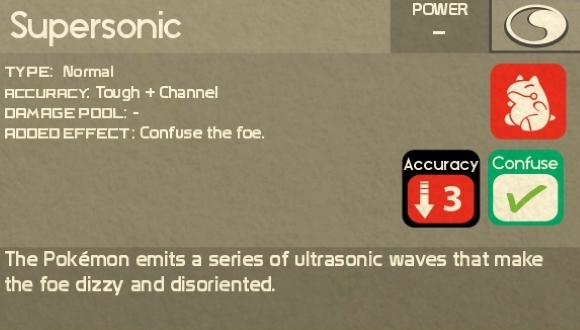 Supersonic
POWER
–
TYPE: Normal
ACCURACY: Tough + Channel
DAMAGE POOL: -
ADDED EFFECT: Confuse the foe.
Accuracy
3
Confuse
The Pokémon emits a series of ultrasonic waves that make
the foe dizzy and disoriented.